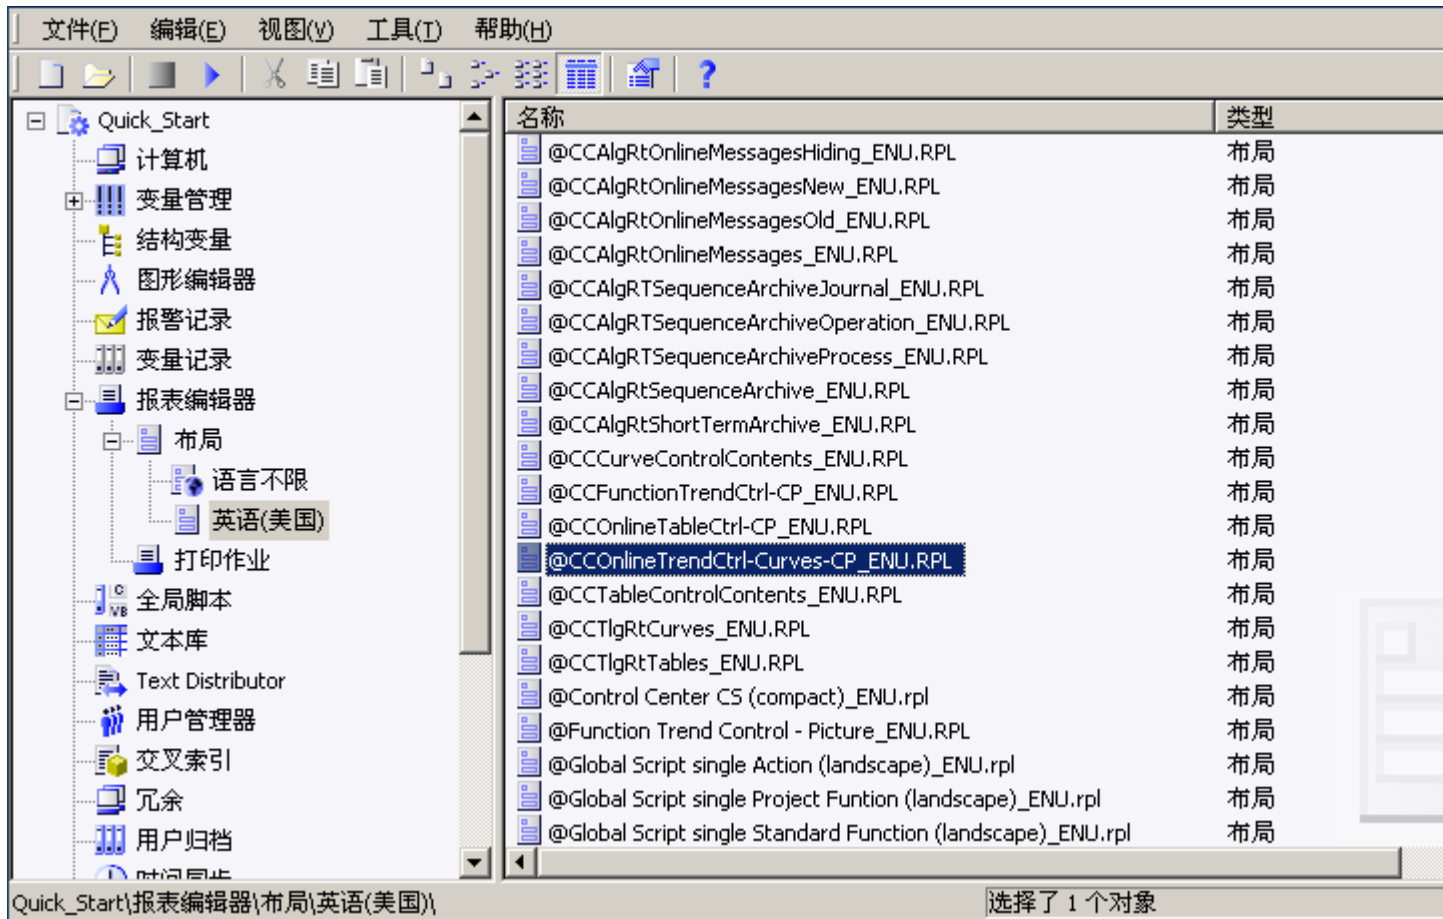 文件(F) 编辑(E) 视图(V) 工具(T) 帮助(H)
?
Quick_Start
计算机
变量管理
结构变量
图形编辑器
报警记录
变量记录
报表编辑器
布局
语言不限
英语(美国)
打印作业
全局脚本
文本库
Text Distributor
用户管理器
交叉索引
冗余
用户归档
时间同步
名称 类型
@CCAlgRtOnlineMessagesHiding_ENU.RPL 布局
@CCAlgRtOnlineMessagesNew_ENU.RPL 布局
@CCAlgRtOnlineMessagesOld_ENU.RPL 布局
@CCAlgRtOnlineMessages_ENU.RPL 布局
@CCAlgRTSequenceArchiveJournal_ENU.RPL 布局
@CCAlgRTSequenceArchiveOperation_ENU.RPL 布局
@CCAlgRTSequenceArchiveProcess_ENU.RPL 布局
@CCAlgRtSequenceArchive_ENU.RPL 布局
@CCAlgRtShortTermArchive_ENU.RPL 布局
@CCCurveControlContents_ENU.RPL 布局
@CCFunctionTrendCtrl-CP_ENU.RPL 布局
@CCOnlineTableCtrl-CP_ENU.RPL 布局
@CCOnlineTrendCtrl-Curves-CP_ENU.RPL 布局
@CCTableControlContents_ENU.RPL 布局
@CCTlgRtCurves_ENU.RPL 布局
@CCTlgRtTables_ENU.RPL 布局
@Control Center CS (compact)_ENU.rpl 布局
@Function Trend Control - Picture_ENU.RPL 布局
@Global Script single Action (landscape)_ENU.rpl 布局
@Global Script single Project Funtion (landscape)_ENU.rpl 布局
@Global Script single Standard Function (landscape)_ENU.rpl 布局
Quick_Start\报表编辑器\布局\英语(美国)\ 选择了 1 个对象